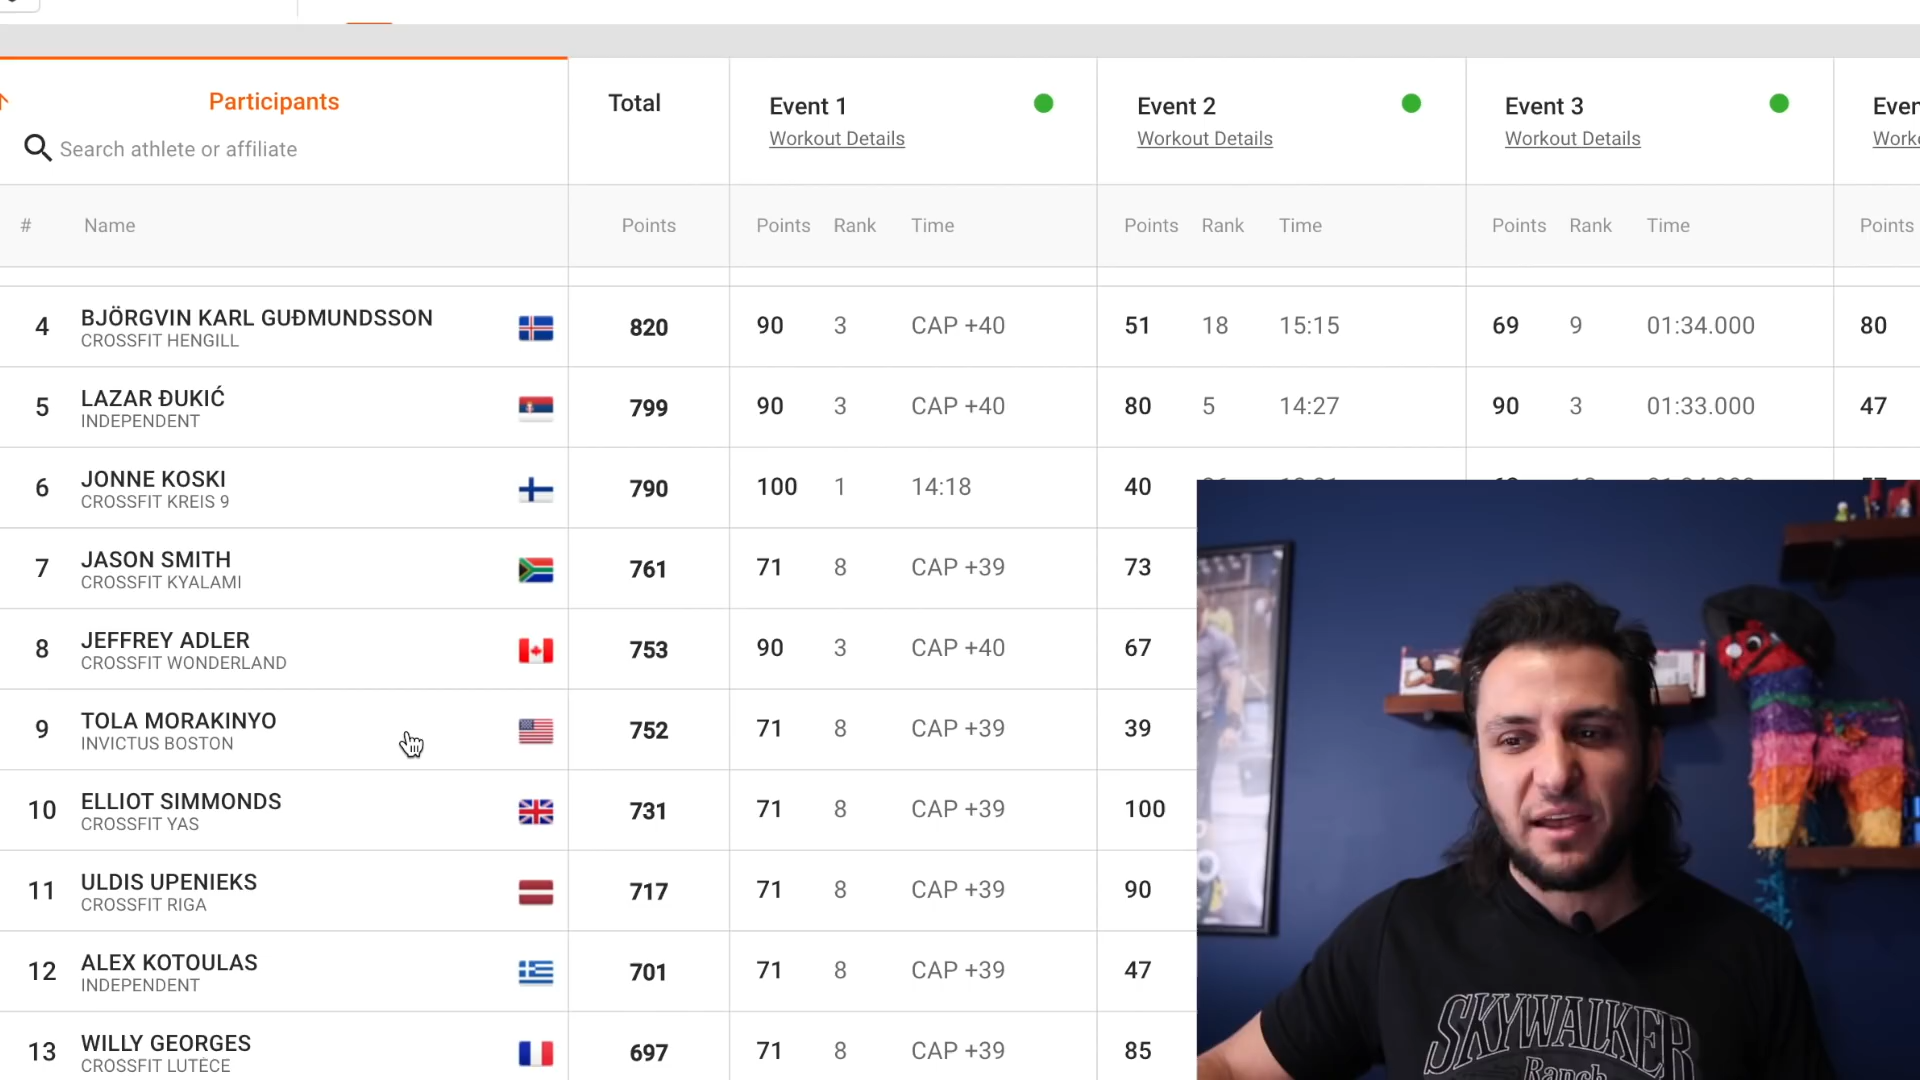 Participants
Search athlete or affiliate
Total
Event 1
Workout Details
Event 2
Workout Details
Event 3
Workout Details
# Name Points Points Rank Time Points Rank Time Points Rank Time Points
4 BJÖRGVIN KARL GUÐMUNDSSON 820 90 3 CAP +40 51 18 15:15 69 9 01:34.000 80
CROSSFIT HENGILL
5 LAZAR ĐUKIĆ 799 90 3 CAP +40 80 5 14:27 90 3 01:33.000 47
INDEPENDENT
6 JONNE KOSKI 790 100 1 14:18 40
CROSSFIT KREIS 9
7 JASON SMITH 761 71 8 CAP +39 73
CROSSFIT KYALAMI
8 JEFFREY ADLER 753 90 3 CAP +40 67
CROSSFIT WONDERLAND
9 TOLA MORAKINYO 752 71 8 CAP +39 39
INVICTUS BOSTON
10 ELLIOT SIMMONDS 731 71 8 CAP +39 100
CROSSFIT YAS
11 ULDIS UPENIEKS 717 71 8 CAP +39 90
CROSSFIT RIGA
12 ALEX KOTOULAS 701 71 8 CAP +39 47
INDEPENDENT
13 WILLY GEORGES 697 71 8 CAP +39 85
CROSSFIT LUTÈCE
SKYWALKER
Ranch